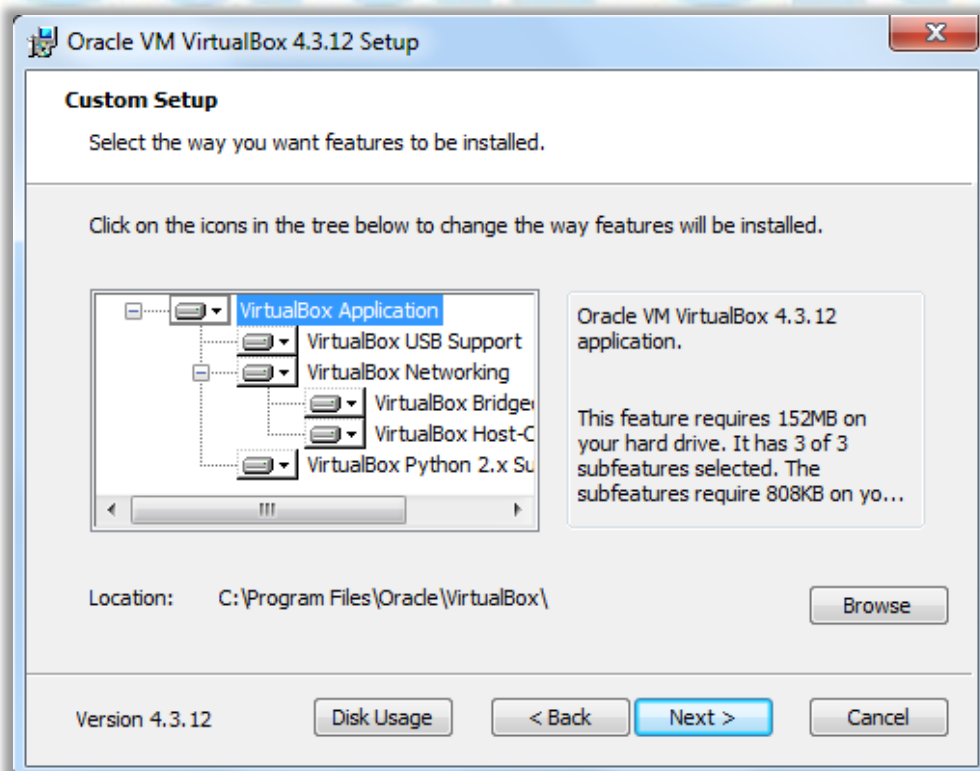 Oracle VM VirtualBox 4.3.12 Setup
Custom Setup
Select the way you want features to be installed.
Click on the icons in the tree below to change the way features will be installed.
VirtualBox Application
VirtualBox USB Support
VirtualBox Networking
VirtualBox Bridge
VirtualBox Host-
VirtualBox Python 2.x Su
Oracle VM VirtualBox 4.3.12
application.
This feature requires 152MB on
your hard drive. It has 3 of 3
subfeatures selected. The
subfeatures require 808KB on yo...
Location: C:\Program Files\Oracle\VirtualBox\
Browse
Version 4.3.12
Disk Usage
< Back
Next >
Cancel